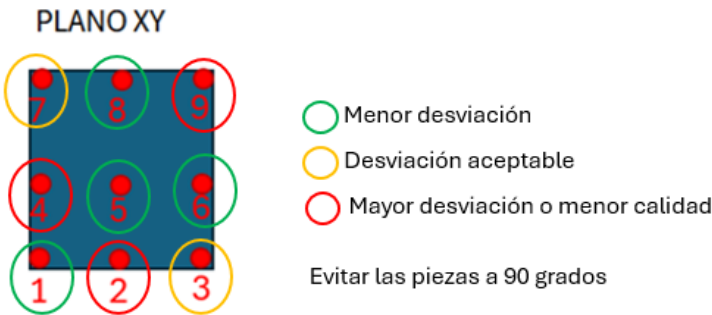 PLANO XY
7 8 9
4 5 6
1 2 3
Menor desviación
Desviación aceptable
Mayor desviación o menor calidad
Evitar las piezas a 90 grados